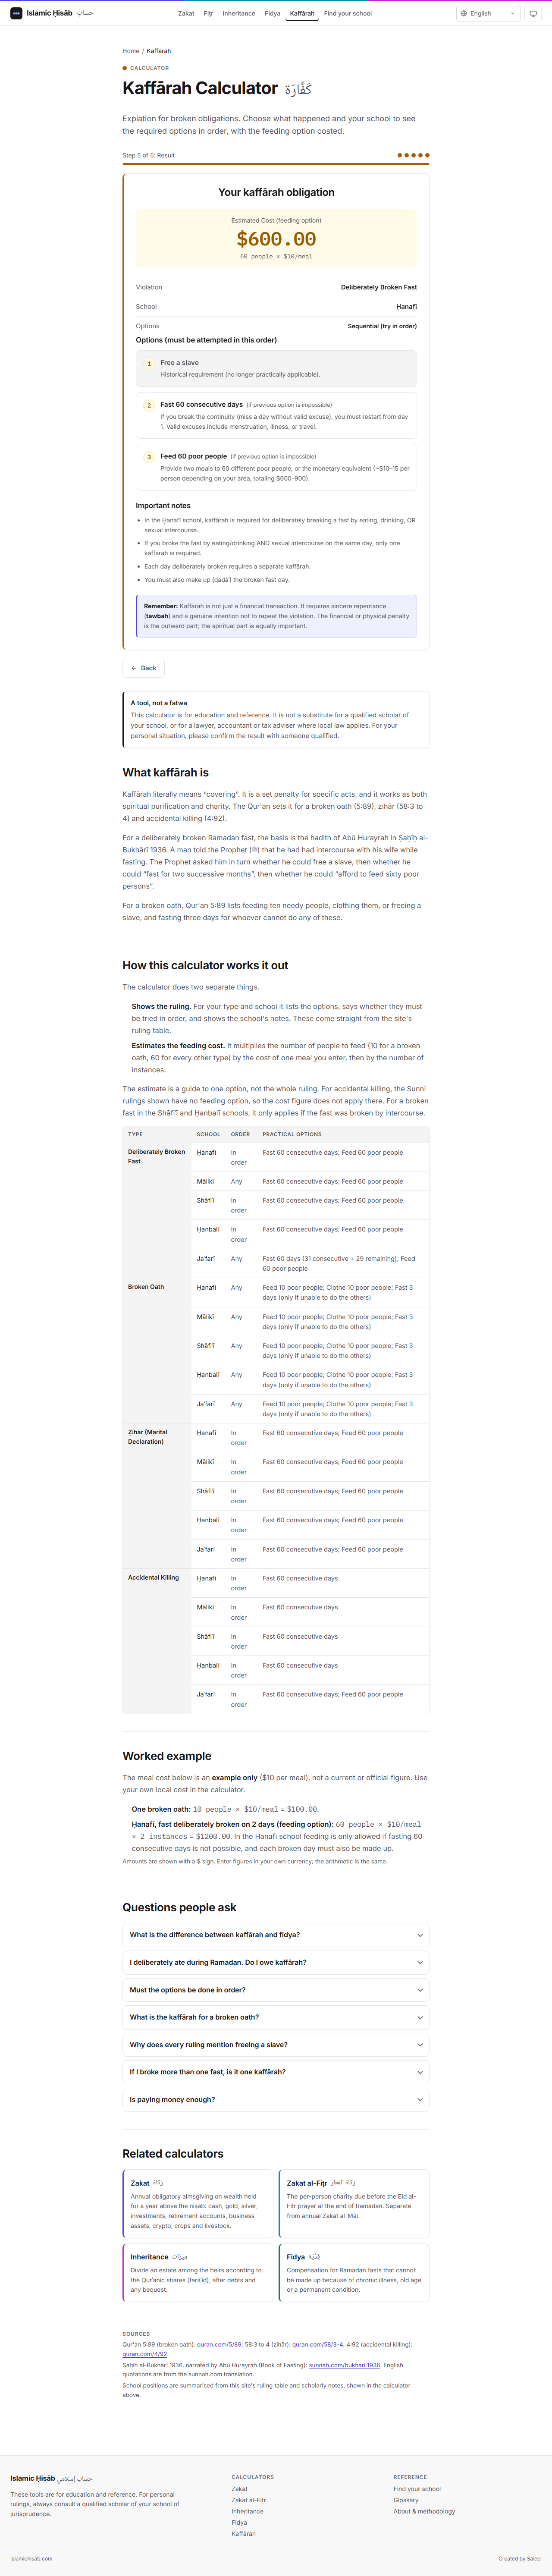 Islamic Ḥisāb حساب
Zakat Fiṭr Inheritance Fidya Kaffārah Find your school
English
Home / Kaffārah
CALCULATOR
Kaffārah Calculator كَفَّارَة
Expiation for broken obligations. Choose what happened and your school to see
the required options in order, with the feeding option costed.
Step 5 of 5: Result
Your kaffārah obligation
Estimated Cost (feeding option)
$600.00
60 people × $10/meal
Violation Deliberately Broken Fast
School Ḥanafī
Options Sequential (try in order)
Options (must be attempted in this order)
1 Free a slave
Historical requirement (no longer practically applicable).
2 Fast 60 consecutive days (if previous option is impossible)
If you break the continuity (miss a day without valid excuse), you must restart from day
1. Valid excuses include menstruation, illness, or travel.
3 Feed 60 poor people (if previous option is impossible)
Provide two meals to 60 different poor people, or the monetary equivalent (~$10–15 per
person depending on your area, totaling $600–900).
Important notes
• In the Ḥanafī school, kaffārah is required for deliberately breaking a fast by eating, drinking, OR
sexual intercourse.
• If you broke the fast by eating/drinking AND sexual intercourse on the same day, only one
kaffārah is required.
• Each day deliberately broken requires a separate kaffārah.
• You must also make up (qaḍāʾ) the broken fast day.
Remember: Kaffārah is not just a financial transaction. It requires sincere repentance
(tawbah) and a genuine intention not to repeat the violation. The financial or physical penalty
is the outward part; the spiritual part is equally important.
← Back
A tool, not a fatwa
This calculator is for education and reference. It is not a substitute for a qualified scholar of
your school, or for a lawyer, accountant or tax adviser where local law applies. For your
personal situation, please confirm the result with someone qualified.
What kaffārah is
Kaffārah literally means “covering”. It is a set penalty for specific acts, and it works as both
spiritual purification and charity. The Qur'an sets it for a broken oath (5:89), ẓihār (58:3 to
4) and accidental killing (4:92).
For a deliberately broken Ramadan fast, the basis is the hadith of Abū Hurayrah in Ṣaḥīḥ al-
Bukhārī 1936. A man told the Prophet (ﷺ) that he had had intercourse with his wife while
fasting. The Prophet asked him in turn whether he could free a slave, then whether he
could “fast for two successive months”, then whether he could “afford to feed sixty poor
persons”.
For a broken oath, Qur'an 5:89 lists feeding ten needy people, clothing them, or freeing a
slave, and fasting three days for whoever cannot do any of these.
How this calculator works it out
The calculator does two separate things.
Shows the ruling. For your type and school it lists the options, says whether they must
be tried in order, and shows the school's notes. These come straight from the site's
ruling table.
Estimates the feeding cost. It multiplies the number of people to feed (10 for a broken
oath, 60 for every other type) by the cost of one meal you enter, then by the number of
instances.
The estimate is a guide to one option, not the whole ruling. For accidental killing, the Sunni
rulings shown have no feeding option, so the cost figure does not apply there. For a broken
fast in the Shāfiʿī and Ḥanbalī schools, it only applies if the fast was broken by intercourse.
TYPE SCHOOL ORDER PRACTICAL OPTIONS
Deliberately Broken Fast Ḥanafī In order Fast 60 consecutive days; Feed 60 poor people
Mālikī Any Fast 60 consecutive days; Feed 60 poor people
Shāfiʿī In order Fast 60 consecutive days; Feed 60 poor people
Ḥanbalī In order Fast 60 consecutive days; Feed 60 poor people
Jaʿfarī Any Fast 60 days (31 consecutive + 29 remaining); Feed
60 poor people
Broken Oath Ḥanafī Any Feed 10 poor people; Clothe 10 poor people; Fast 3
days (only if unable to do the others)
Mālikī Any Feed 10 poor people; Clothe 10 poor people; Fast 3
days (only if unable to do the others)
Shāfiʿī Any Feed 10 poor people; Clothe 10 poor people; Fast 3
days (only if unable to do the others)
Ḥanbalī Any Feed 10 poor people; Clothe 10 poor people; Fast 3
days (only if unable to do the others)
Jaʿfarī Any Feed 10 poor people; Clothe 10 poor people; Fast 3
days (only if unable to do the others)
Ẓihār (Marital Declaration) Ḥanafī In order Fast 60 consecutive days; Feed 60 poor people
Mālikī In order Fast 60 consecutive days; Feed 60 poor people
Shāfiʿī In order Fast 60 consecutive days; Feed 60 poor people
Ḥanbalī In order Fast 60 consecutive days; Feed 60 poor people
Jaʿfarī In order Fast 60 consecutive days; Feed 60 poor people
Accidental Killing Ḥanafī In order Fast 60 consecutive days
Mālikī In order Fast 60 consecutive days
Shāfiʿī In order Fast 60 consecutive days
Ḥanbalī In order Fast 60 consecutive days
Jaʿfarī In order Fast 60 consecutive days; Feed 60 poor people
Worked example
The meal cost below is an example only ($10 per meal), not a current or official figure. Use
your own local cost in the calculator.
One broken oath: 10 people × $10/meal = $100.00.
Ḥanafī, fast deliberately broken on 2 days (feeding option): 60 people × $10/meal
× 2 instances = $1200.00. In the Ḥanafī school feeding is only allowed if fasting 60
consecutive days is not possible, and each broken day must also be made up.
Amounts are shown with a $ sign. Enter figures in your own currency; the arithmetic is the same.
Questions people ask
What is the difference between kaffārah and fidya?
I deliberately ate during Ramadan. Do I owe kaffārah?
Must the options be done in order?
What is the kaffārah for a broken oath?
Why does every ruling mention freeing a slave?
If I broke more than one fast, is it one kaffārah?
Is paying money enough?
Related calculators
Zakat زكاة
Annual obligatory almsgiving on wealth held
for a year above the niṣāb: cash, gold, silver,
investments, retirement accounts, business
assets, crypto, crops and livestock.
Zakat al-Fiṭr زكاة الفطر
The per-person charity due before the Eid al-
Fiṭr prayer at the end of Ramadan. Separate
from annual Zakat al-Māl.
Inheritance ميراث
Divide an estate among the heirs according to
the Qurʾānic shares (farāʾiḍ), after debts and
any bequest.
Fidya فِدْيَة
Compensation for Ramadan fasts that cannot
be made up because of chronic illness, old age
or a permanent condition.
SOURCES
Qur'an 5:89 (broken oath): quran.com/5/89; 58:3 to 4 (ẓihār): quran.com/58/3-4; 4:92 (accidental killing):
quran.com/4/92.
Ṣaḥīḥ al-Bukhārī 1936, narrated by Abū Hurayrah (Book of Fasting): sunnah.com/bukhari:1936. English
quotations are from the sunnah.com translation.
School positions are summarised from this site's ruling table and scholarly notes, shown in the calculator
above.
Islamic Ḥisāb حساب إسلامي
These tools are for education and reference. For personal
rulings, always consult a qualified scholar of your school of
jurisprudence.
CALCULATORS
Zakat
Zakat al-Fiṭr
Inheritance
Fidya
Kaffārah
REFERENCE
Find your school
Glossary
About & methodology
islamichisab.com
Created by Saleel